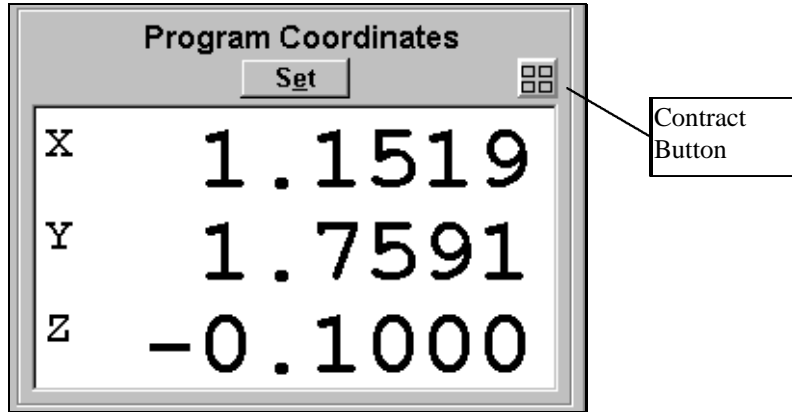 Program Coordinates
Set
X 1.1519
Y 1.7591
Z -0.1000
Contract
Button